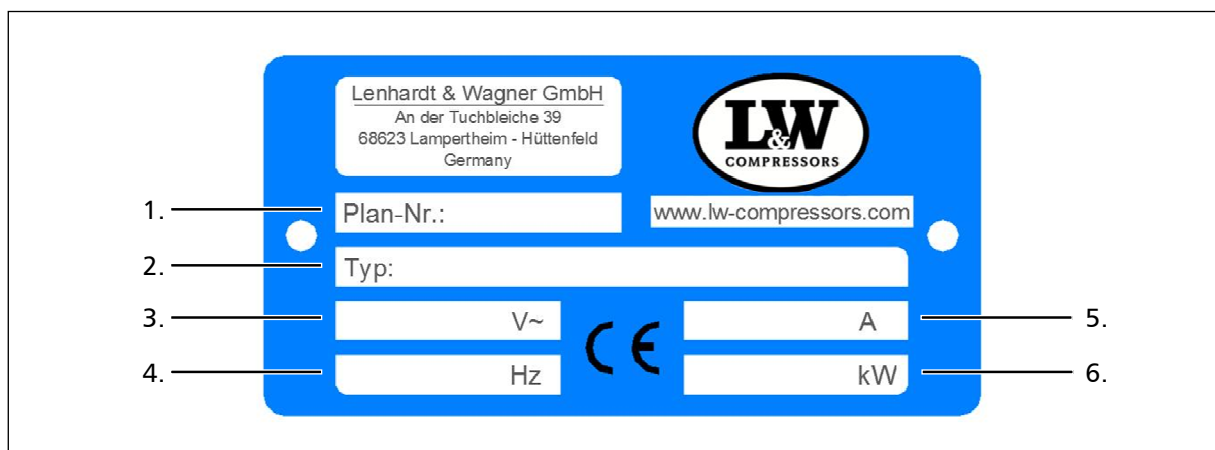 Lenhardt & Wagner GmbH
An der Tuchbleiche 39
68623 Lampertheim - Hüttenfeld
Germany
L&W
COMPRESSORS
1. Plan-Nr.:
www.lw-compressors.com
2. Typ:
3. V~
CE
A 5.
4. Hz
kW 6.